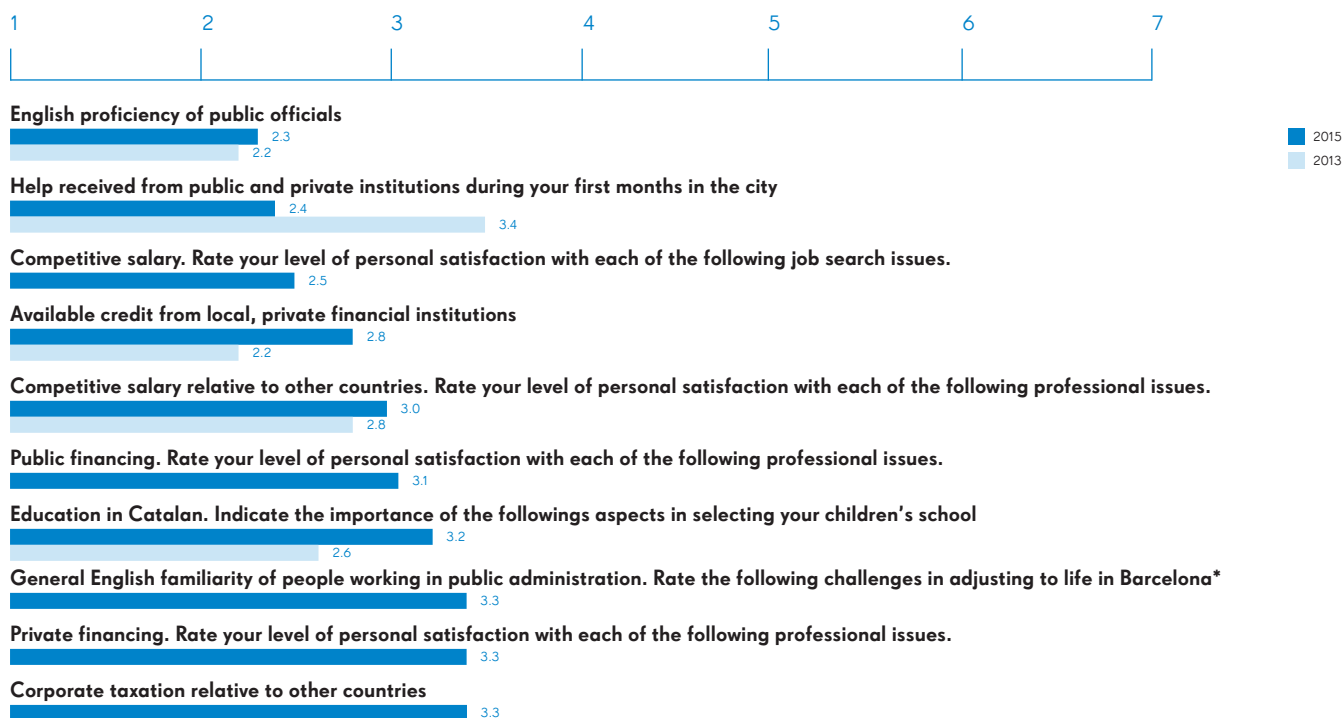 1 2 3 4 5 6 7
English proficiency of public officials
2.3
2.2
2015
2013
Help received from public and private institutions during your first months in the city
2.4
3.4
Competitive salary. Rate your level of personal satisfaction with each of the following job search issues.
2.5
Available credit from local, private financial institutions
2.8
2.2
Competitive salary relative to other countries. Rate your level of personal satisfaction with each of the following professional issues.
3.0
2.8
Public financing. Rate your level of personal satisfaction with each of the following professional issues.
3.1
Education in Catalan. Indicate the importance of the followings aspects in selecting your children's school
3.2
2.6
General English familiarity of people working in public administration. Rate the following challenges in adjusting to life in Barcelona*
3.3
Private financing. Rate your level of personal satisfaction with each of the following professional issues.
3.3
Corporate taxation relative to other countries
3.3